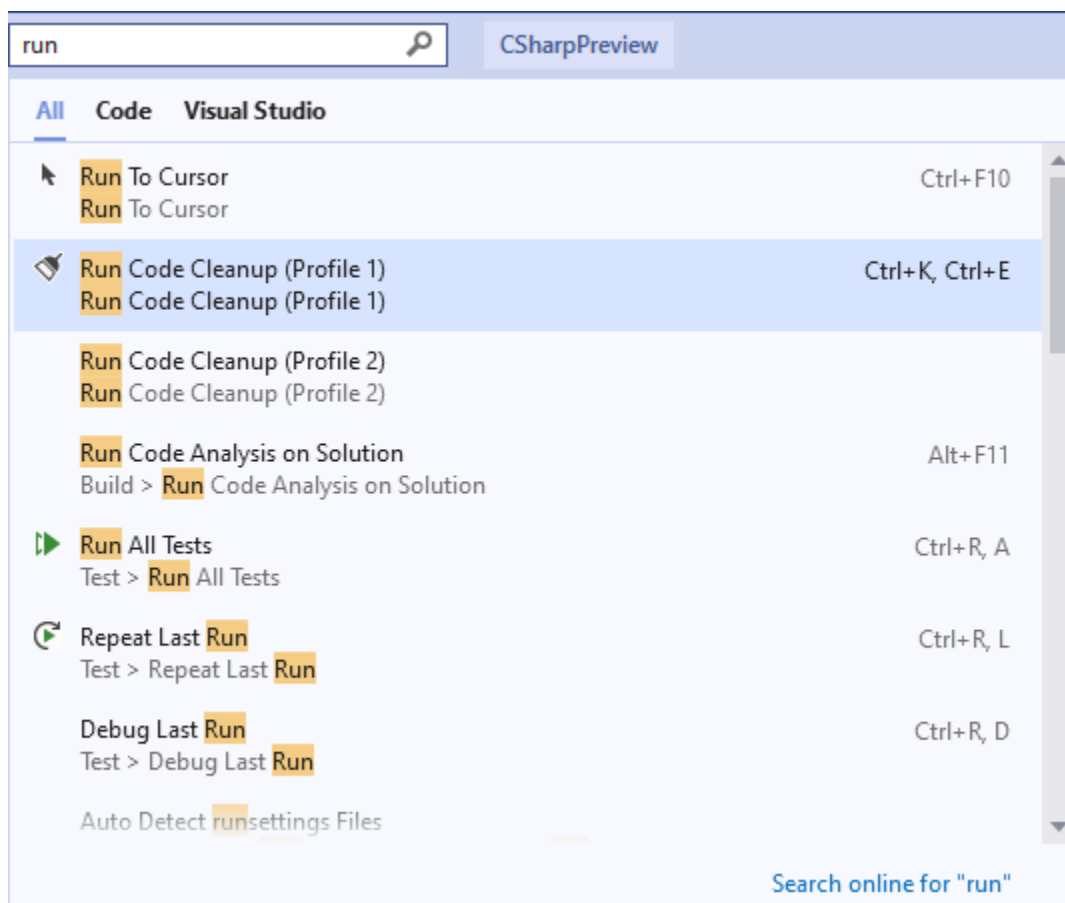 run
CSharpPreview
All Code Visual Studio
Run To Cursor Ctrl+F10
Run To Cursor
Run Code Cleanup (Profile 1) Ctrl+K, Ctrl+E
Run Code Cleanup (Profile 1)
Run Code Cleanup (Profile 2)
Run Code Cleanup (Profile 2)
Run Code Analysis on Solution Alt+F11
Build > Run Code Analysis on Solution
Run All Tests Ctrl+R, A
Test > Run All Tests
Repeat Last Run Ctrl+R, L
Test > Repeat Last Run
Debug Last Run Ctrl+R, D
Test > Debug Last Run
Auto Detect runsettings Files
Search online for "run"